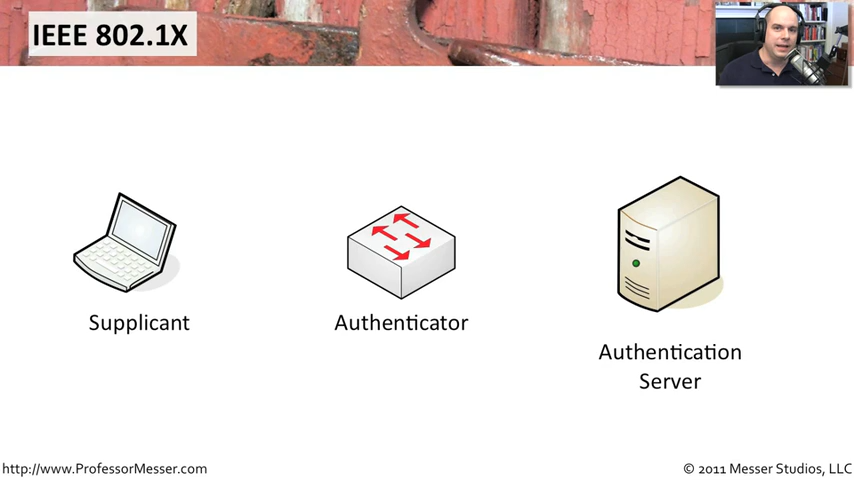 IEEE 802.1X
Supplicant
Authenticator
Authentication
Server
http://www.ProfessorMesser.com
© 2011 Messer Studios, LLC